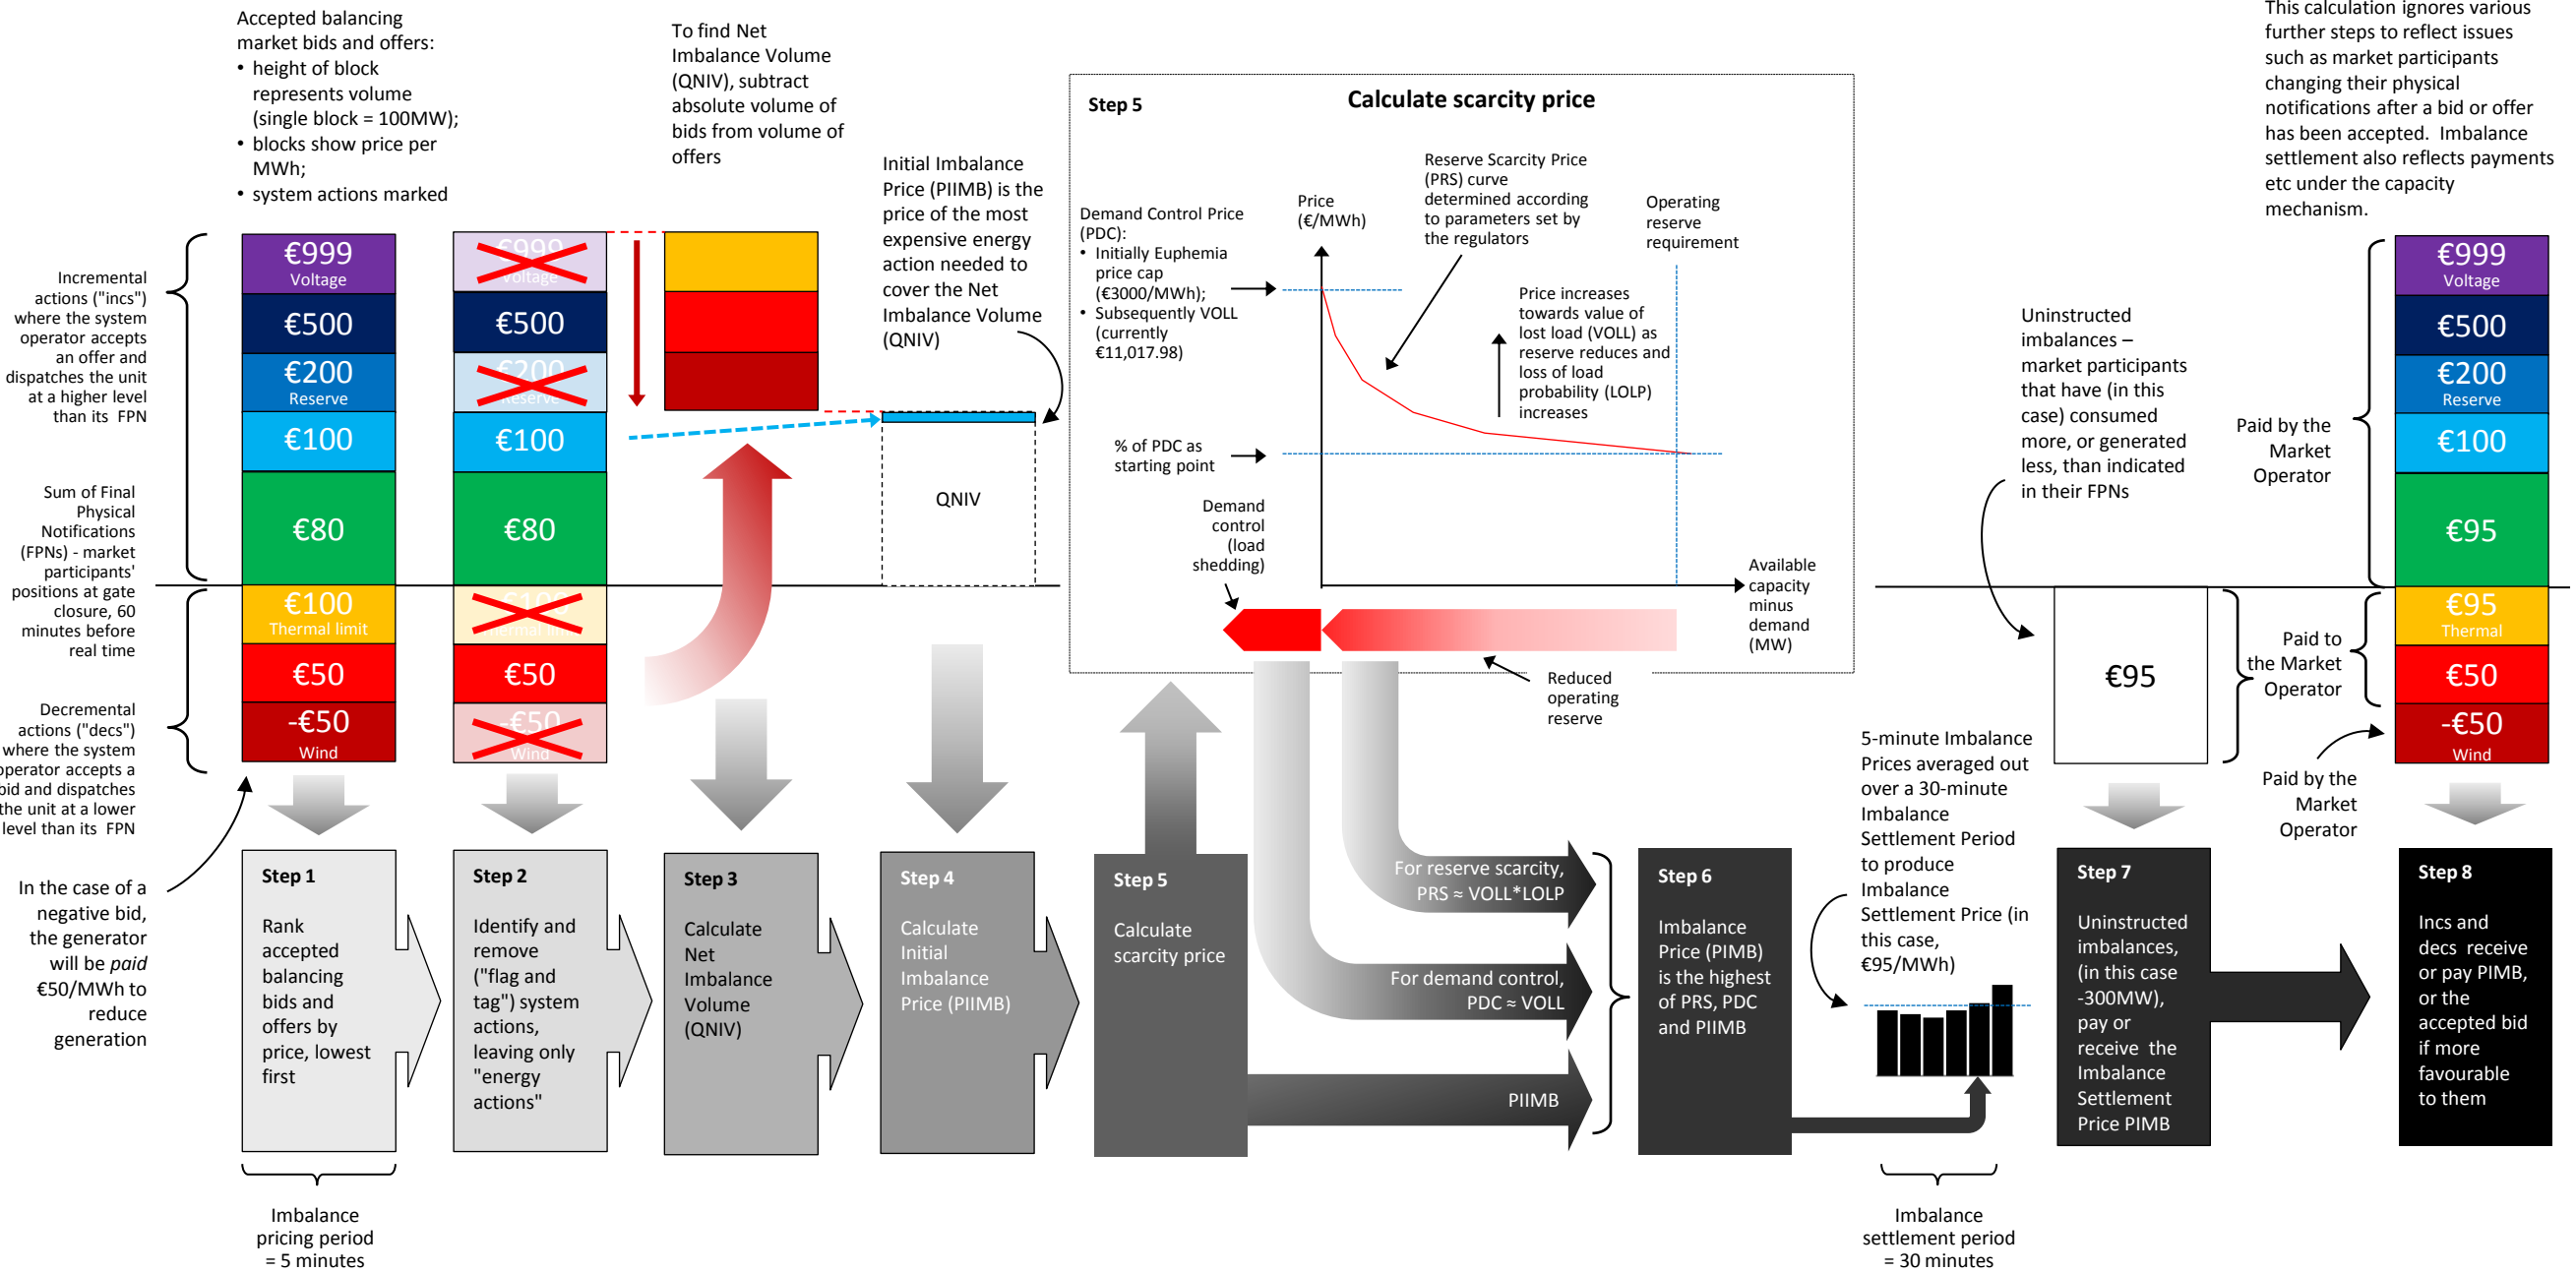 Accepted balancing
market bids and offers:
• height of block
represents volume
(single block = 100MW);
• blocks show price per
MWh;
• system actions marked
To find Net
Imbalance Volume
(QNIV), subtract
absolute volume of
bids from volume of
offers
Initial Imbalance
Price (PIIMB) is the
price of the most
expensive energy
action needed to
cover the Net
Imbalance Volume
(QNIV)
This calculation ignores various
further steps to reflect issues
such as market participants
changing their physical
notifications after a bid or offer
has been accepted.  Imbalance
settlement also reflects payments
etc under the capacity
mechanism.
Incremental
actions ("incs")
where the system
operator accepts
an offer and
dispatches the unit
at a higher level
than its  FPN
Sum of Final
Physical
Notifications
(FPNs) - market
participants'
positions at gate
closure, 60
minutes before
real time
Decremental
actions ("decs")
where the system
operator accepts a
bid and dispatches
the unit at a lower
level than its  FPN
In the case of a
negative bid,
the generator
will be paid
€50/MWh to
reduce
generation
€999
Voltage
€500
€200
Reserve
€100
€80
€100
Thermal limit
€50
-€50
Wind
€999
Voltage
€500
€200
Reserve
€100
€80
€100
Thermal limit
€50
-€50
Wind
QNIV
Step 5
Calculate scarcity price
Demand Control Price
(PDC):
• Initially Euphemia
price cap
(€3000/MWh);
• Subsequently VOLL
(currently
€11,017.98)
Price
(€/MWh)
Reserve Scarcity Price
(PRS) curve
determined according
to parameters set by
the regulators
Operating
reserve
requirement
Price increases
towards value of
lost load (VOLL) as
reserve reduces and
loss of load
probability (LOLP)
increases
% of PDC as
starting point
Demand
control
(load
shedding)
Available
capacity
minus
demand
(MW)
Reduced
operating
reserve
Uninstructed
imbalances –
market participants
that have (in this
case) consumed
more, or generated
less, than indicated
in their FPNs
€95
Paid by the
Market
Operator
Paid to
the Market
Operator
Paid by the
Market
Operator
€999
Voltage
€500
€200
Reserve
€100
€95
€95
Thermal
€50
-€50
Wind
5-minute Imbalance
Prices averaged out
over a 30-minute
Imbalance
Settlement Period
to produce
Imbalance
Settlement Price (in
this case,
€95/MWh)
Step 1
Rank
accepted
balancing
bids and
offers by
price, lowest
first
Step 2
Identify and
remove
("flag and
tag") system
actions,
leaving only
"energy
actions"
Step 3
Calculate
Net
Imbalance
Volume
(QNIV)
Step 4
Calculate
Initial
Imbalance
Price (PIIMB)
Step 5
Calculate
scarcity price
For reserve scarcity,
PRS ≈ VOLL*LOLP
For demand control,
PDC ≈ VOLL
PIIMB
Step 6
Imbalance
Price (PIMB)
is the highest
of PRS, PDC
and PIIMB
Step 7
Uninstructed
imbalances,
(in this case
-300MW),
pay or
receive  the
Imbalance
Settlement
Price PIMB
Step 8
Incs and
decs  receive
or pay PIMB,
or the
accepted bid
if more
favourable
to them
Imbalance
pricing period
= 5 minutes
Imbalance
settlement period
= 30 minutes